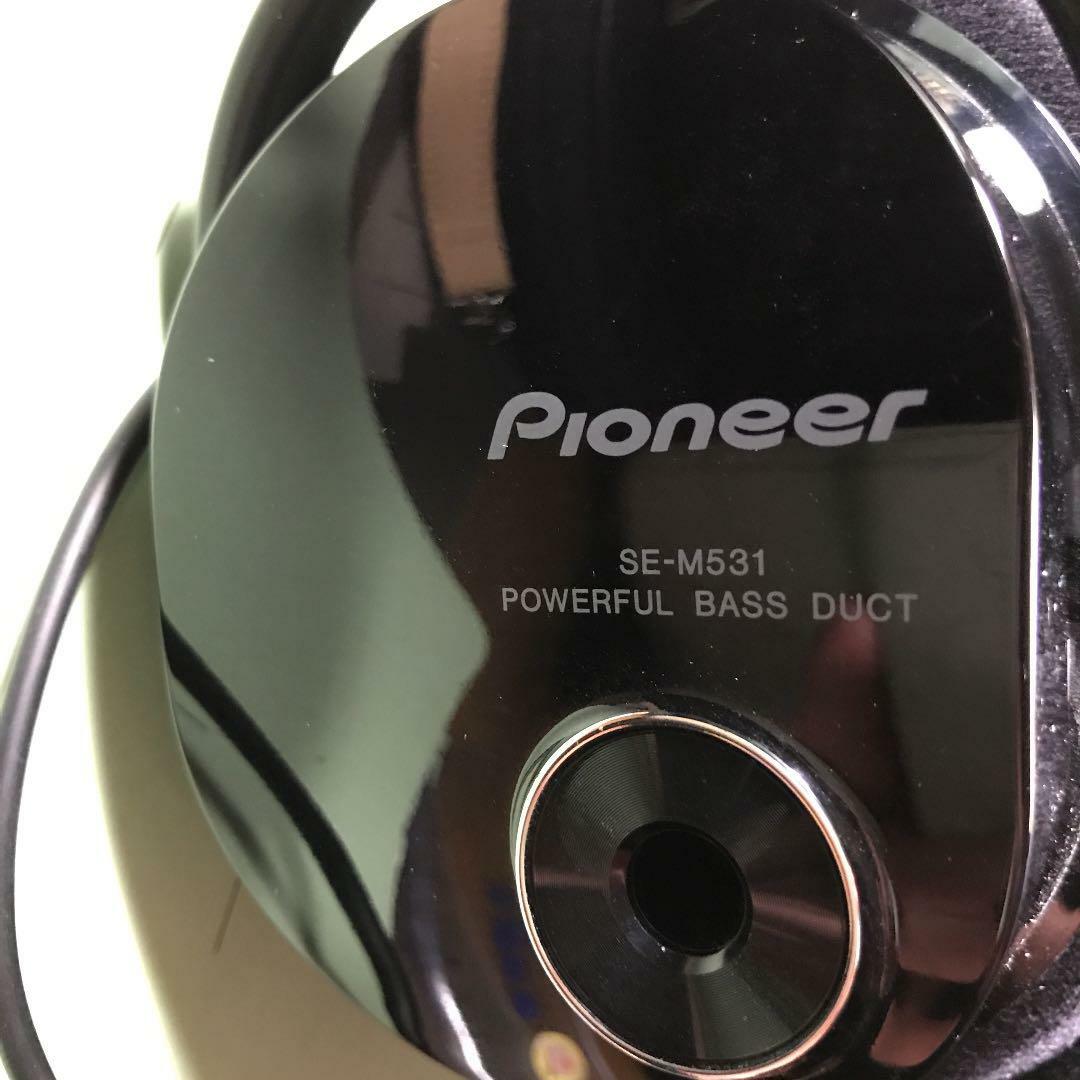 Pioneer
SE-M531
POWERFUL BASS DUCT